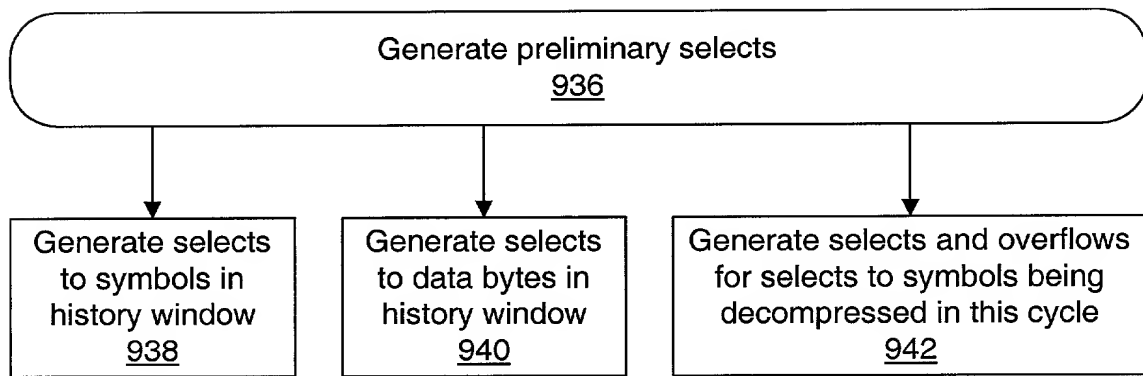 Generate preliminary selects
936
Generate selects
to symbols in
history window
938
Generate selects
to data bytes in
history window
940
Generate selects and overflows
for selects to symbols being
decompressed in this cycle
942